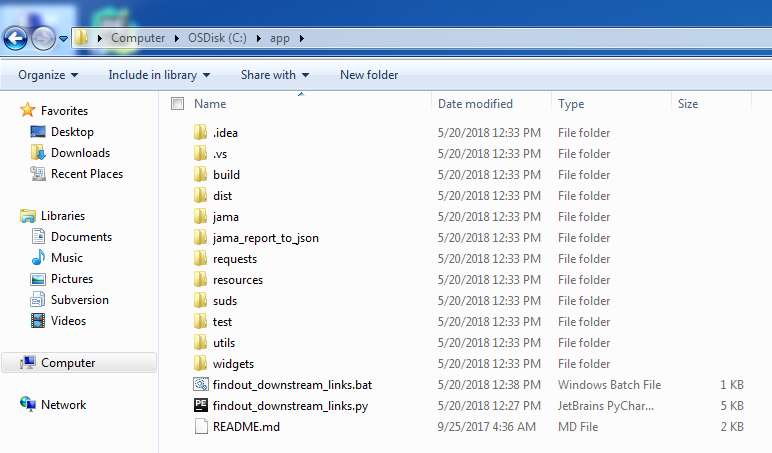 Computer OSDisk (C:) app
Organize Include in library Share with New folder
Favorites
Desktop
Downloads
Recent Places
Libraries
Documents
Music
Pictures
Subversion
Videos
Computer
Network
Name Date modified Type Size
.idea 5/20/2018 12:33 PM File folder
.vs 5/20/2018 12:33 PM File folder
build 5/20/2018 12:33 PM File folder
dist 5/20/2018 12:33 PM File folder
jama 5/20/2018 12:33 PM File folder
jama_report_to_json 5/20/2018 12:33 PM File folder
requests 5/20/2018 12:33 PM File folder
resources 5/20/2018 12:33 PM File folder
suds 5/20/2018 12:33 PM File folder
test 5/20/2018 12:33 PM File folder
utils 5/20/2018 12:33 PM File folder
widgets 5/20/2018 12:33 PM File folder
findout_downstream_links.bat 5/20/2018 12:38 PM Windows Batch File 1 KB
PE findout_downstream_links.py 5/20/2018 12:27 PM JetBrains PyChar... 5 KB
README.md 9/25/2017 4:36 AM MD File 2 KB